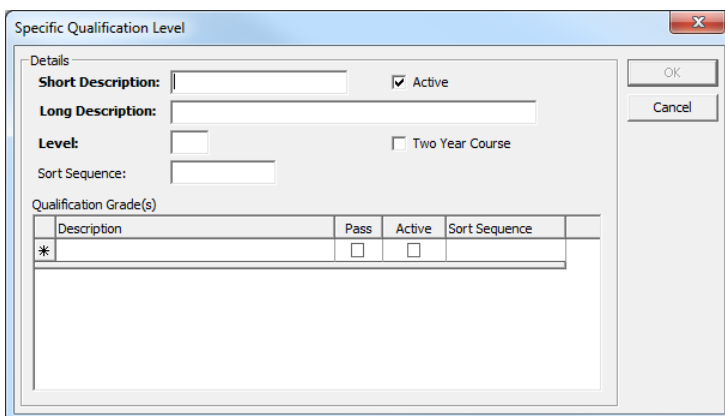 Specific Qualification Level
Details
Short Description:
Active
OK
Long Description:
Cancel
Level:
Two Year Course
Sort Sequence:
Qualification Grade(s)
Description Pass Active Sort Sequence